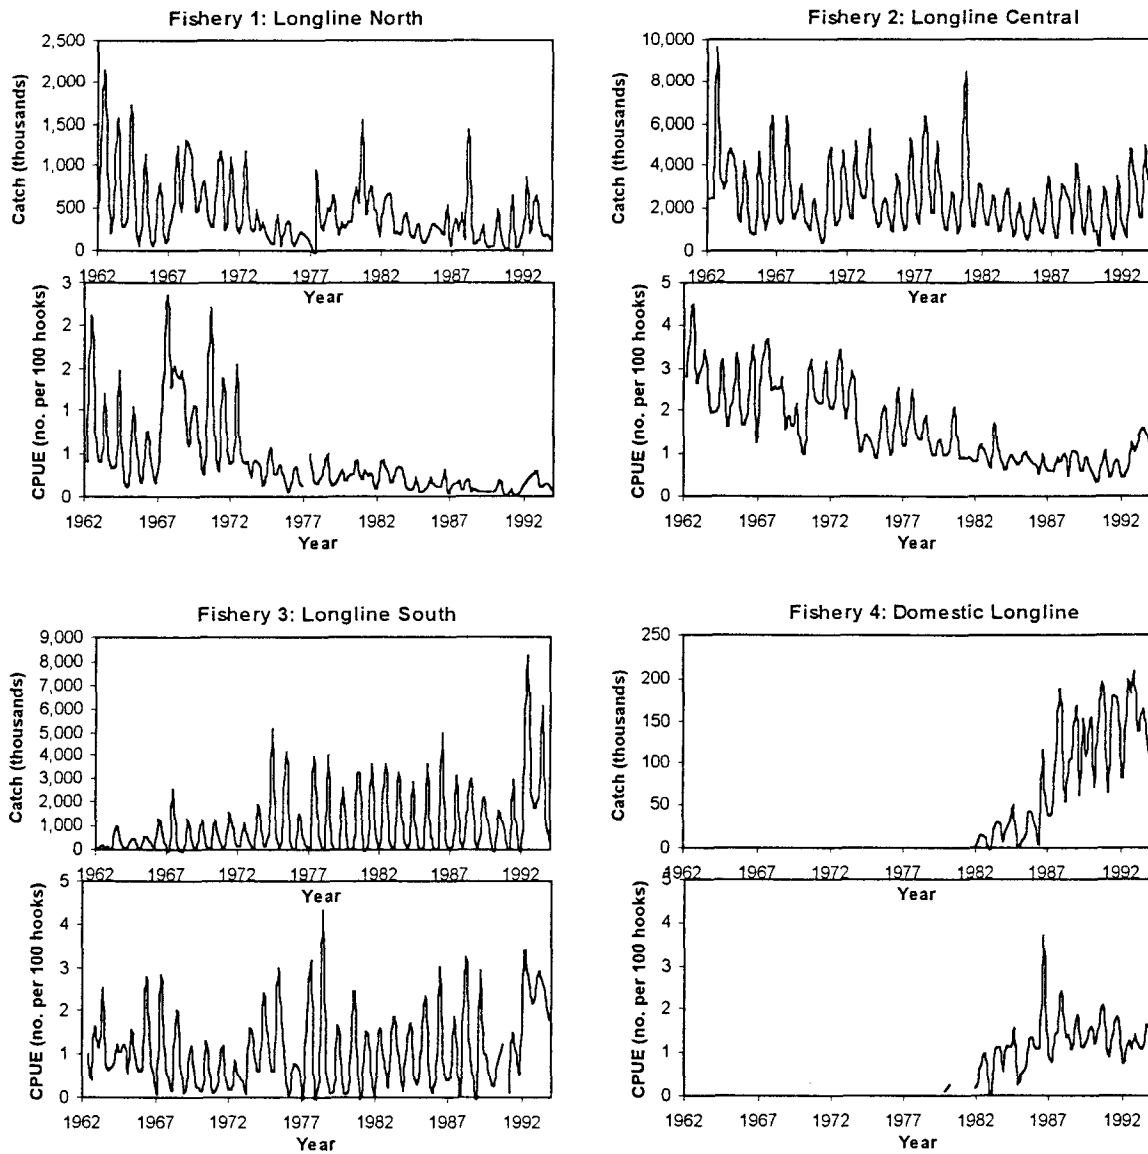 Fishery 1: Longline North
2,500
2,000
1,500
1,000
500
0
Catch (thousands)
1962 1967 1972 1977 1982 1987 1992
Year
3
2
2
1
1
0
CPUE (no. per 100 hooks)
1962 1967 1972 1977 1982 1987 1992
Year
Fishery 2: Longline Central
10,000
8,000
6,000
4,000
2,000
0
Catch (thousands)
1962 1967 1972 1977 1982 1987 1992
Year
5
4
3
2
1
0
CPUE (no. per 100 hooks)
1962 1967 1972 1977 1982 1987 1992
Year
Fishery 3: Longline South
9,000
8,000
7,000
6,000
5,000
4,000
3,000
2,000
1,000
0
Catch (thousands)
1962 1967 1972 1977 1982 1987 1992
Year
5
4
3
2
1
0
CPUE (no. per 100 hooks)
1962 1967 1972 1977 1982 1987 1992
Year
Fishery 4: Domestic Longline
250
200
150
100
50
0
Catch (thousands)
1962 1967 1972 1977 1982 1987 1992
Year
5
4
3
2
1
0
CPUE (no. per 100 hooks)
1962 1967 1972 1977 1982 1987 1992
Year